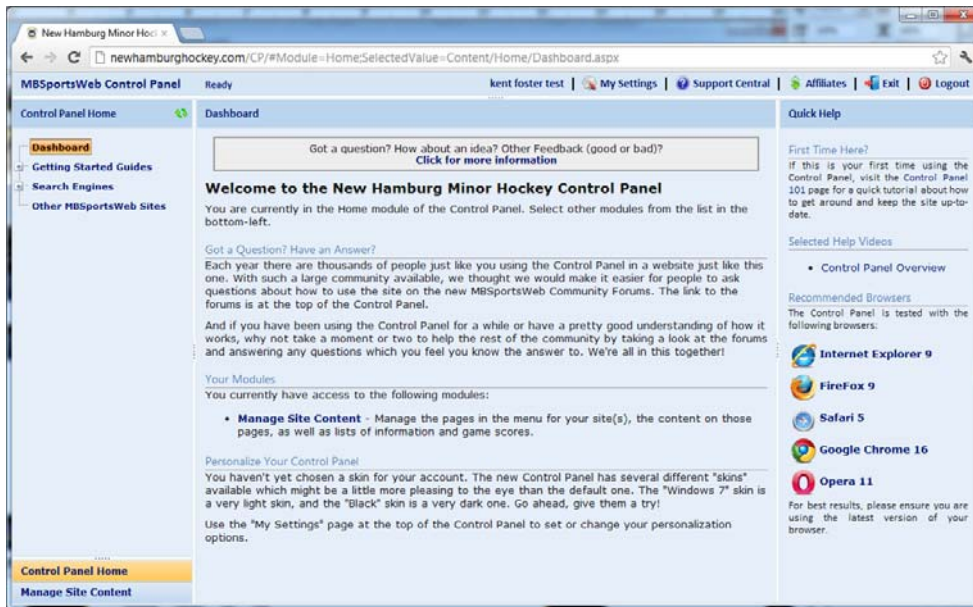 New Hamburg Minor Hoc
newhamburghockey.com/CP/#Module=Home;SelectedValue=Content/Home/Dashboard.aspx
MBSportsWeb Control Panel
Ready
kent foster test | My Settings | Support Central | Affiliates | Exit | Logout
Control Panel Home
Dashboard
Getting Started Guides
Search Engines
Other MBSportsWeb Sites
Dashboard
Got a question? How about an idea? Other Feedback (good or bad)?
Click for more information
Welcome to the New Hamburg Minor Hockey Control Panel
You are currently in the Home module of the Control Panel. Select other modules from the list in the
bottom-left.
Got a Question? Have an Answer?
Each year there are thousands of people just like you using the Control Panel in a website just like this
one. With such a large community available, we thought we would make it easier for people to ask
questions about how to use the site on the new MBSportsWeb Community Forums. The link to the
forums is at the top of the Control Panel.
And if you have been using the Control Panel for a while or have a pretty good understanding of how it
works, why not take a moment or two to help the rest of the community by taking a look at the forums
and answering any questions which you feel you know the answer to. We're all in this together!
Your Modules
You currently have access to the following modules:
• Manage Site Content - Manage the pages in the menu for your site(s), the content on those
pages, as well as lists of information and game scores.
Personalize Your Control Panel
You haven't yet chosen a skin for your account. The new Control Panel has several different "skins"
available which might be a little more pleasing to the eye than the default one. The "Windows 7" skin is
a very light skin, and the "Black" skin is a very dark one. Go ahead, give them a try!
Use the "My Settings" page at the top of the Control Panel to set or change your personalization
options.
Quick Help
First Time Here?
If this is your first time using the
Control Panel, visit the Control Panel
101 page for a quick tutorial about how
to get around and keep the site up-to-
date.
Selected Help Videos
• Control Panel Overview
Recommended Browsers
The Control Panel is tested with the
following browsers:
Internet Explorer 9
FireFox 9
Safari 5
Google Chrome 16
Opera 11
For best results, please ensure you are
using the latest version of your
browser.
Control Panel Home
Manage Site Content